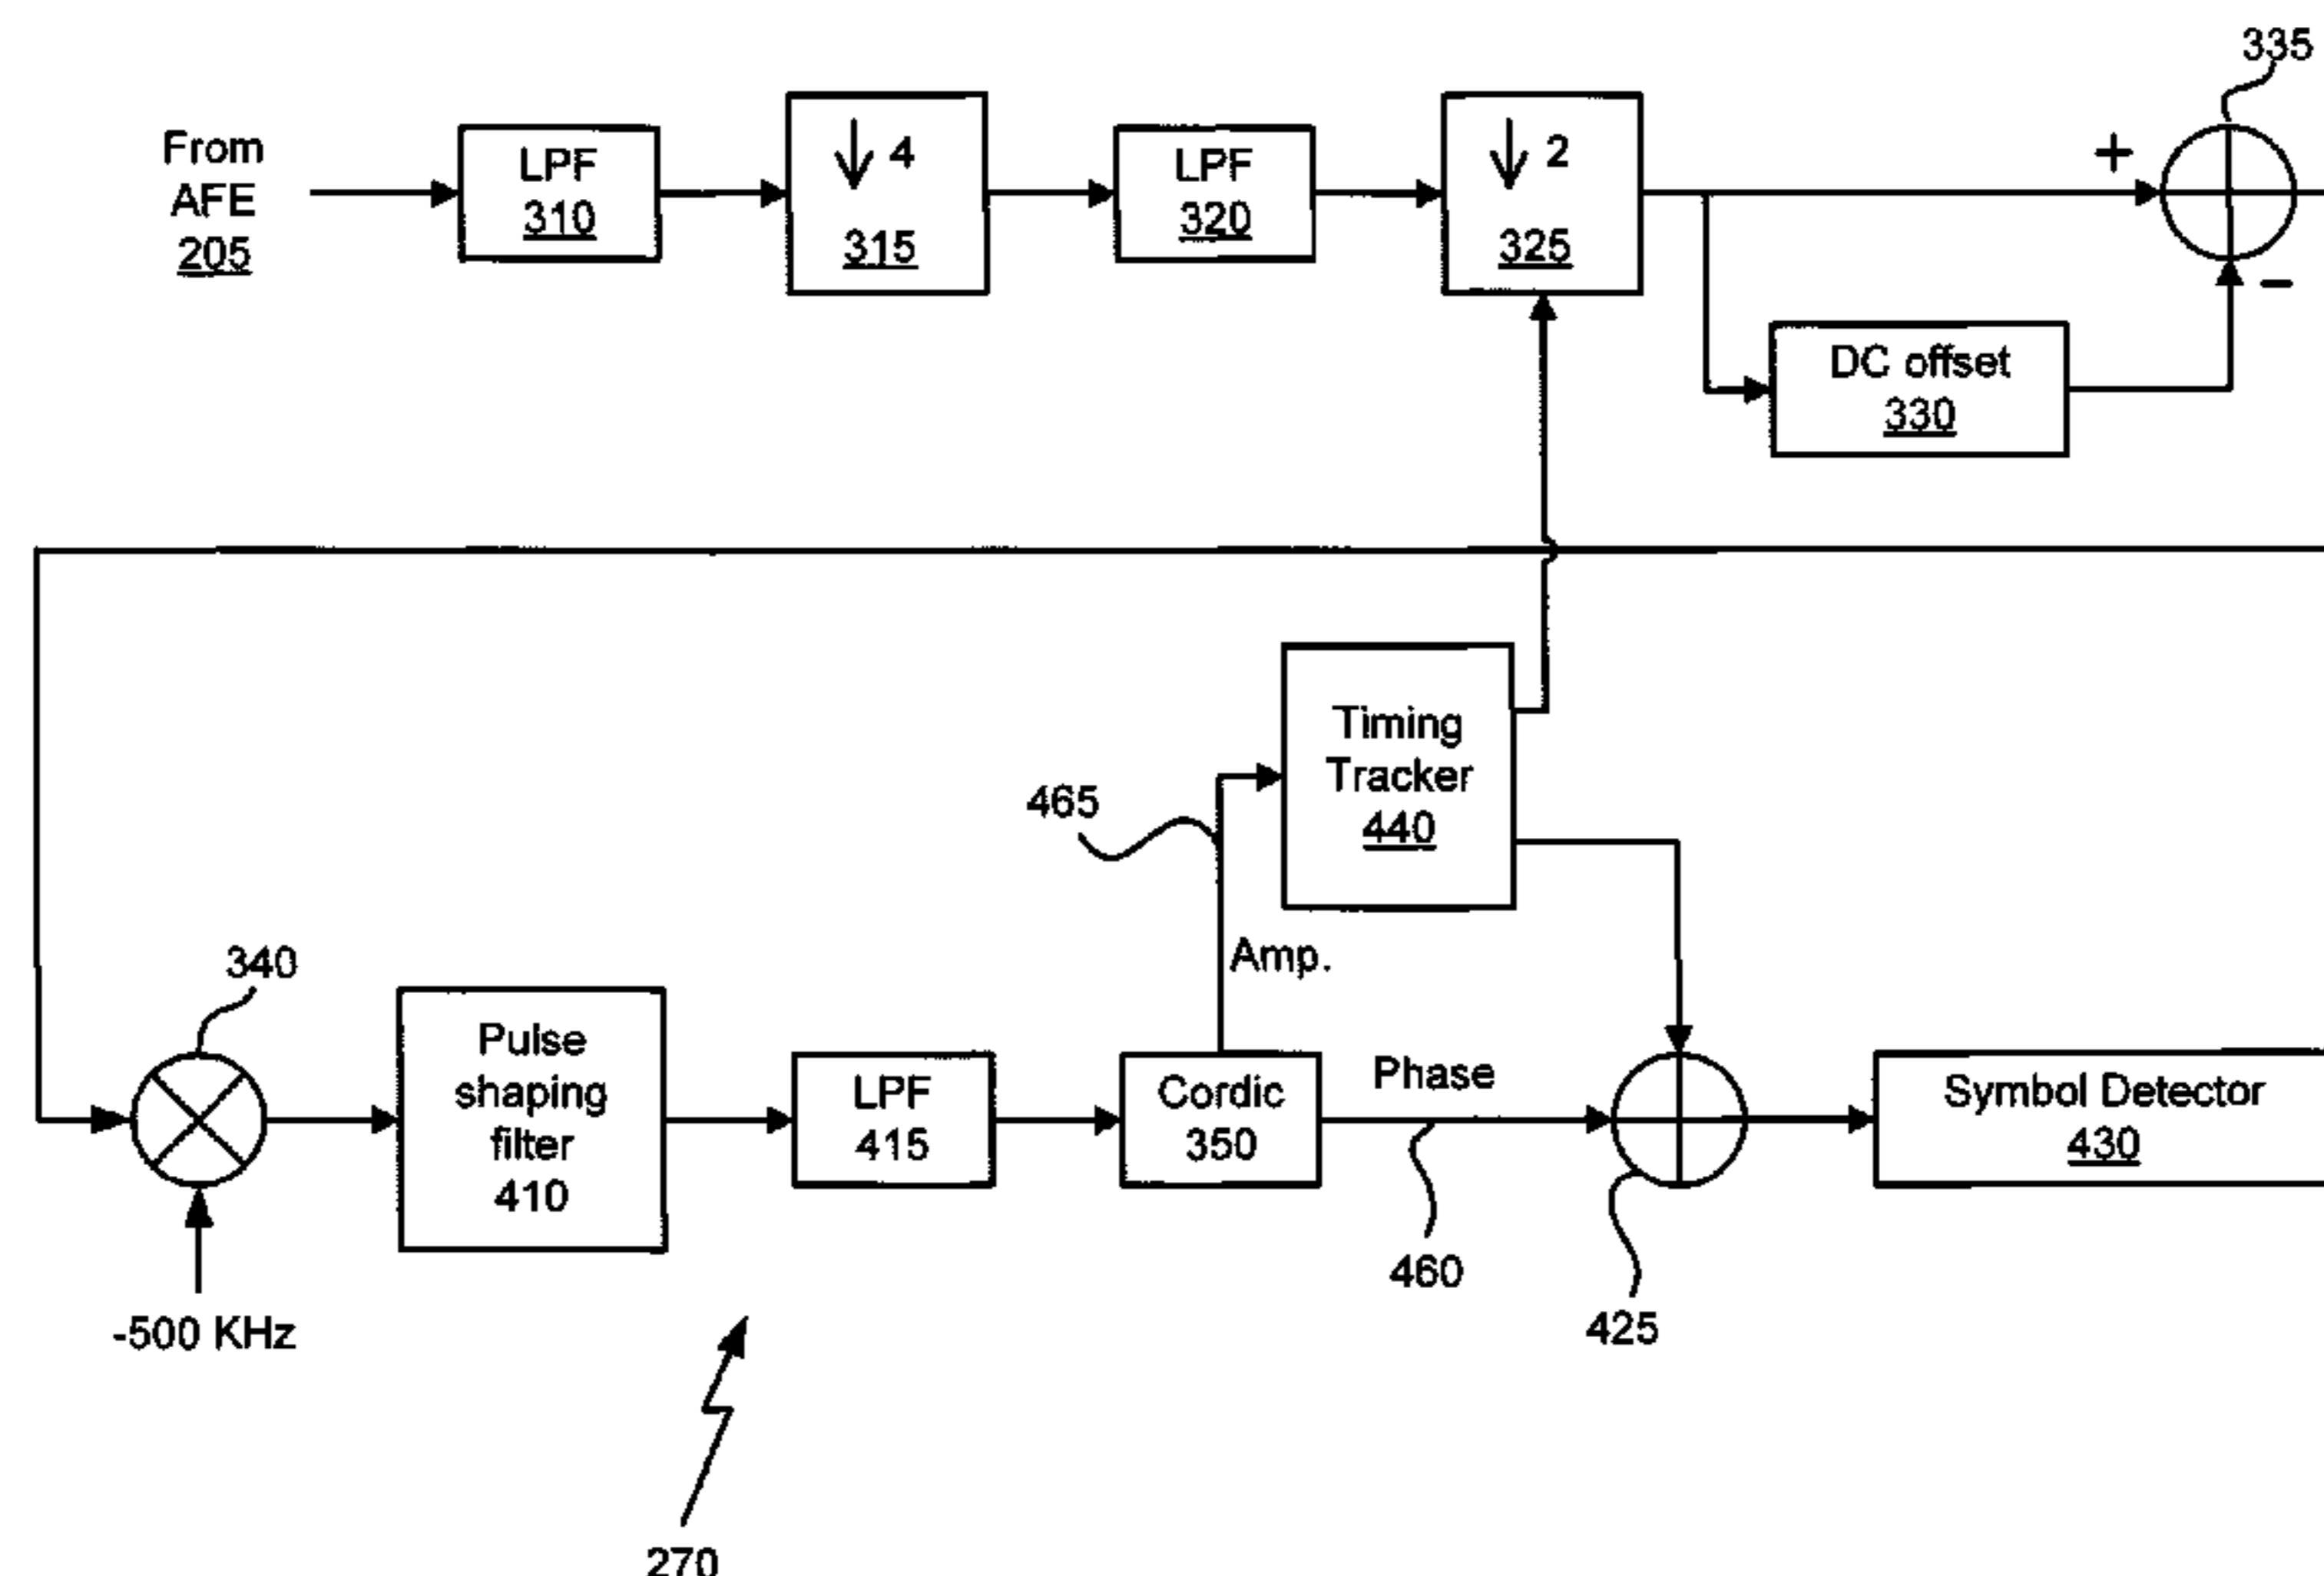 335
From
AFE
205
LPF
310
↓ 4
315
LPF
320
↓ 2
325
+
−
DC offset
330
Timing
Tracker
440
465
Amp.
340
Pulse
shaping
filter
410
LPF
415
Cordic
350
Phase
460
425
Symbol Detector
430
-500 KHz
270